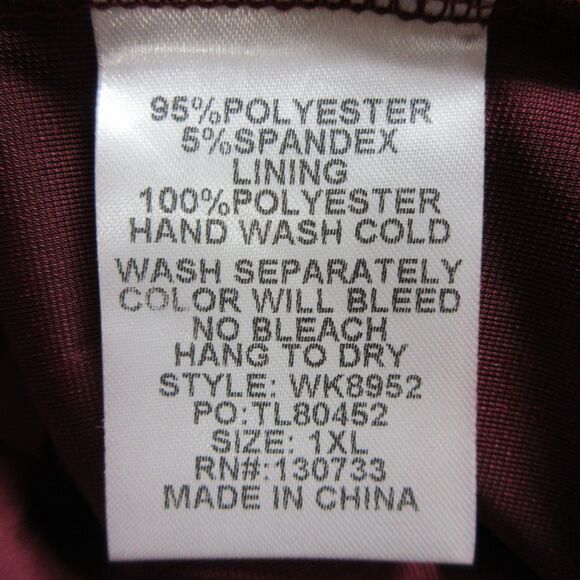 95%POLYESTER
5%SPANDEX
LINING
100%POLYESTER
HAND WASH COLD
WASH SEPARATELY
COLOR WILL BLEED
NO BLEACH
HANG TO DRY
STYLE: WK8952
PO:TL80452
SIZE: 1XL
RN#:130733
MADE IN CHINA